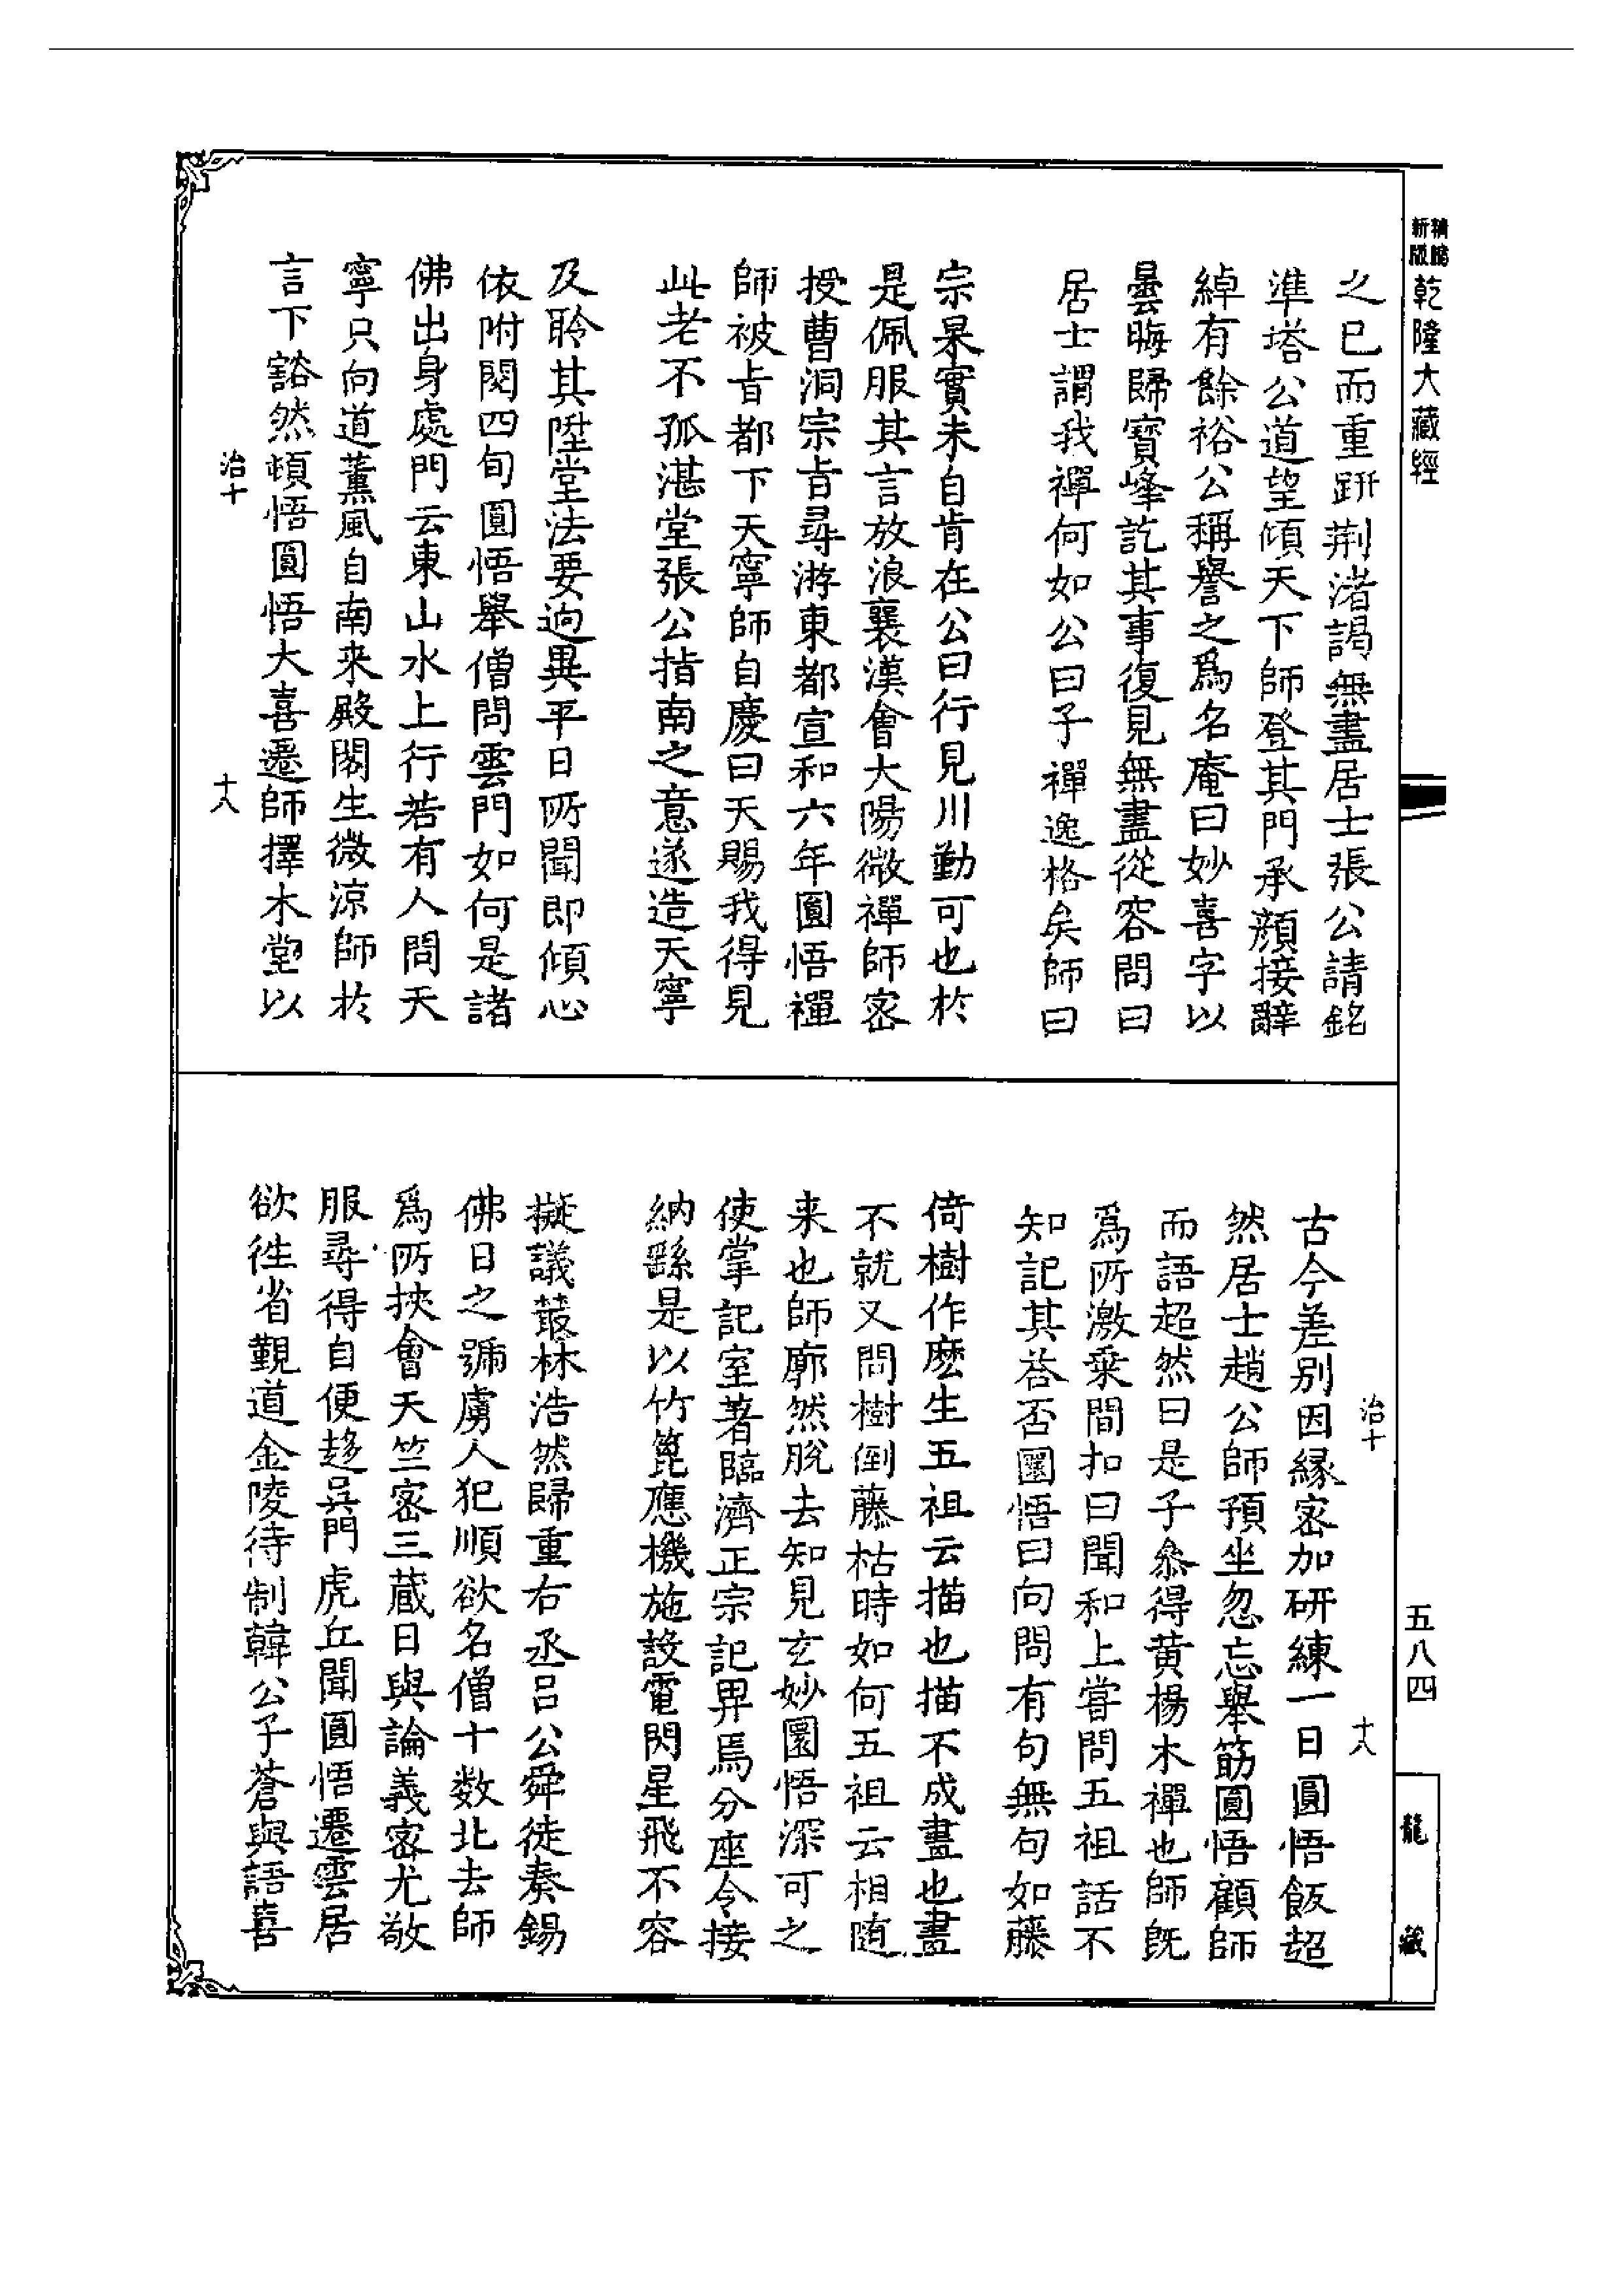 新版 精縮
乾隆大藏經
之已而重趼荆渚謁無盡居士張公請銘
準塔公道望傾天下師登其門承顏接辭
綽有餘裕公稱譽之爲名庵曰妙喜字以
曇晦歸寶峰訖其事復見無盡從容問曰
居士謂我禪何如公曰子禪逸格矣師曰
宗杲實未自肯在公曰行見川勤可也於
是佩服其言放浪襄漢會大陽微禪師密
授曹洞宗旨尋游東都宣和六年圓悟禪
師被旨都下天寧師自慶曰天賜我得見
此老不孤湛堂張公指南之意遂造天寧
及聆其陞堂法要逈異平日所聞即傾心
依附閱四旬圓悟舉僧問雲門如何是諸
佛出身處門云東山水上行若有人問天
寧只向道薰風自南来殿閣生微涼師於
言下豁然頓悟圓悟大喜遷師擇木堂以
治十
十八
治十
十八
古今差别因緣密加研練一日圓悟飯超
然居士趙公師預坐忽忘舉筯圓悟顧師
而語超然曰是子叅得黄楊木禪也師既
爲所激乘間扣曰聞和上嘗問五祖話不
知記其荅否圜悟曰向問有句無句如藤
倚樹作麽生五祖云描也描不成畫也畫
不就又問樹倒藤枯時如何五祖云相随
来也師廓然脫去知見玄妙圜悟深可之
使掌記室著臨濟正宗記畀焉分座令接
納繇是以竹篦應機施設電閃星飛不容
擬議叢林浩然歸重右丞吕公舜徒奏錫
佛日之號虜人犯順欲名僧十数北去師
爲所挾會天竺密三藏日與論義密尤敬
服尋得自便趍吳門虎丘聞圓悟遷雲居
欲徃省覲道金陵待制韓公子蒼與語喜
五八四
龍藏